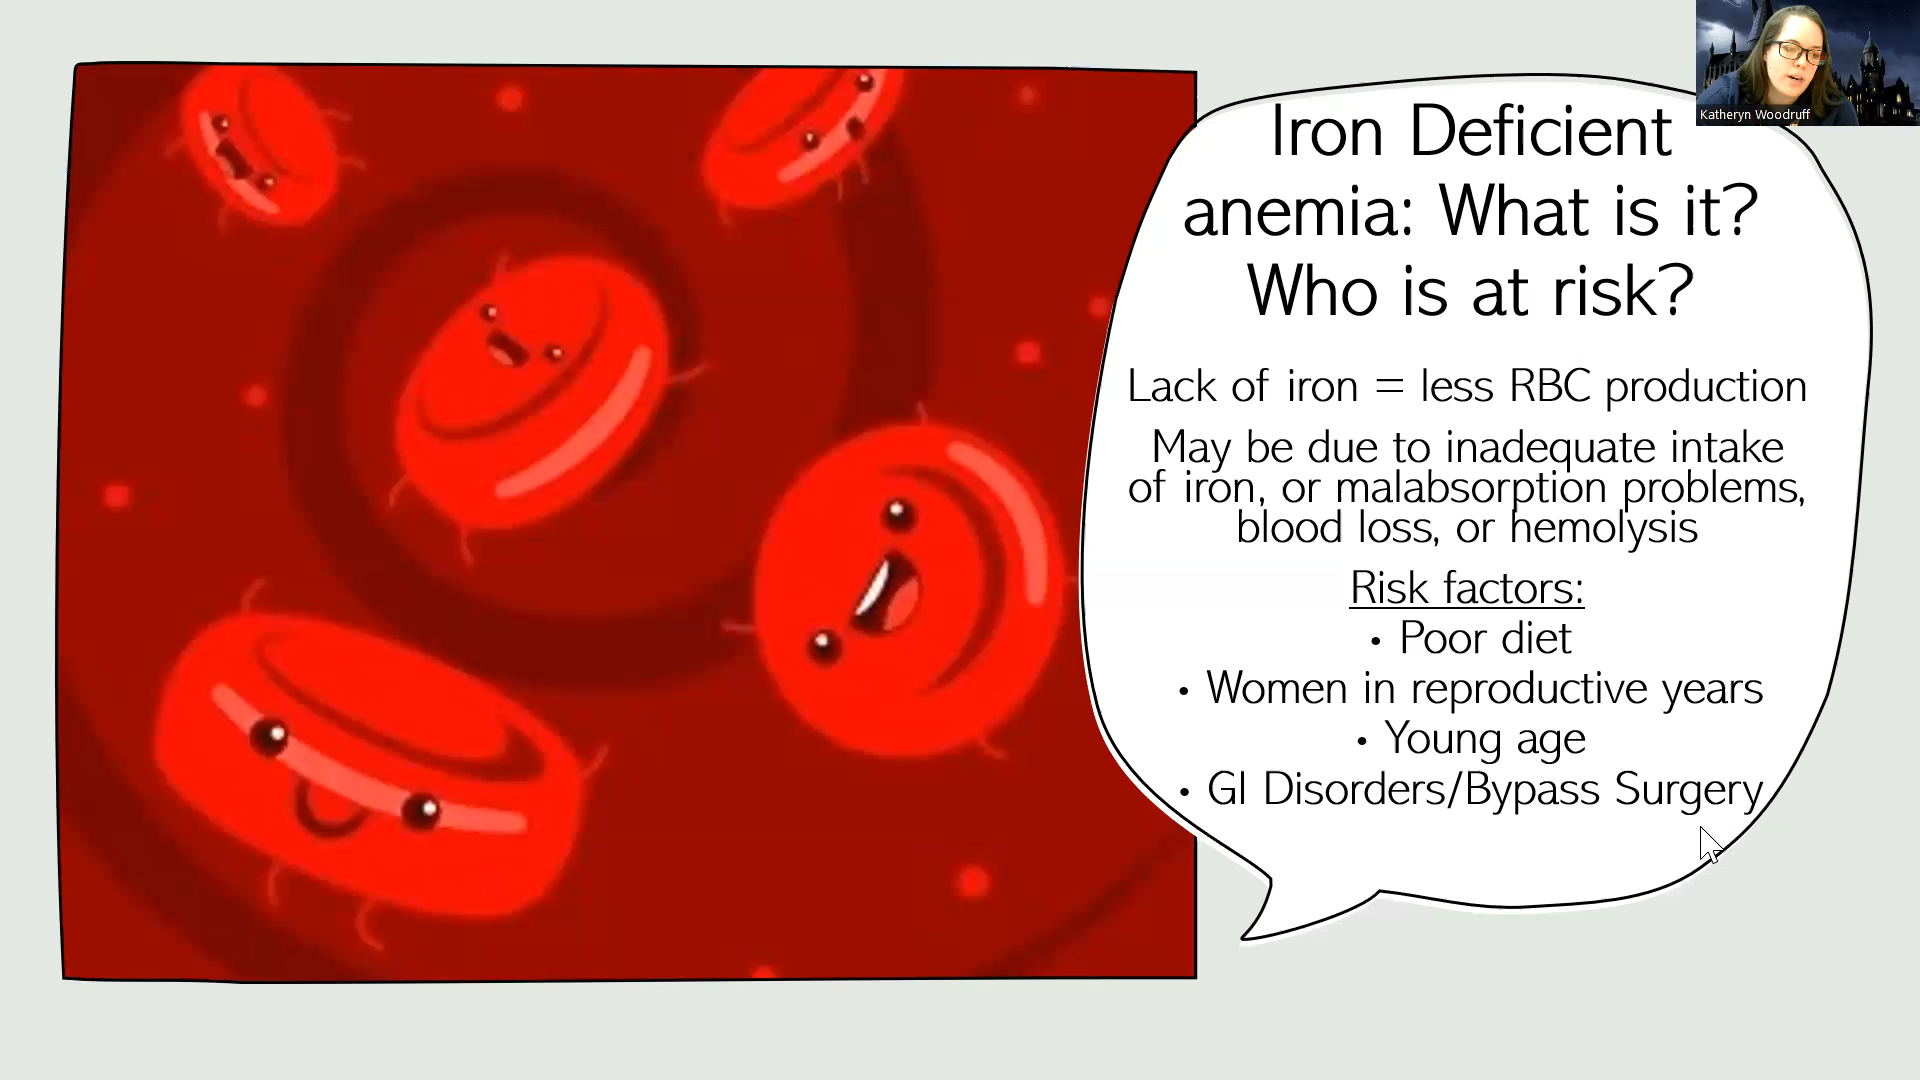 Katheryn Woodruff
Iron Deficient
anemia: What is it?
Who is at risk?
Lack of iron = less RBC production
May be due to inadequate intake
of iron, or malabsorption problems,
blood loss, or hemolysis
Risk factors:
• Poor diet
• Women in reproductive years
• Young age
• GI Disorders/Bypass Surgery